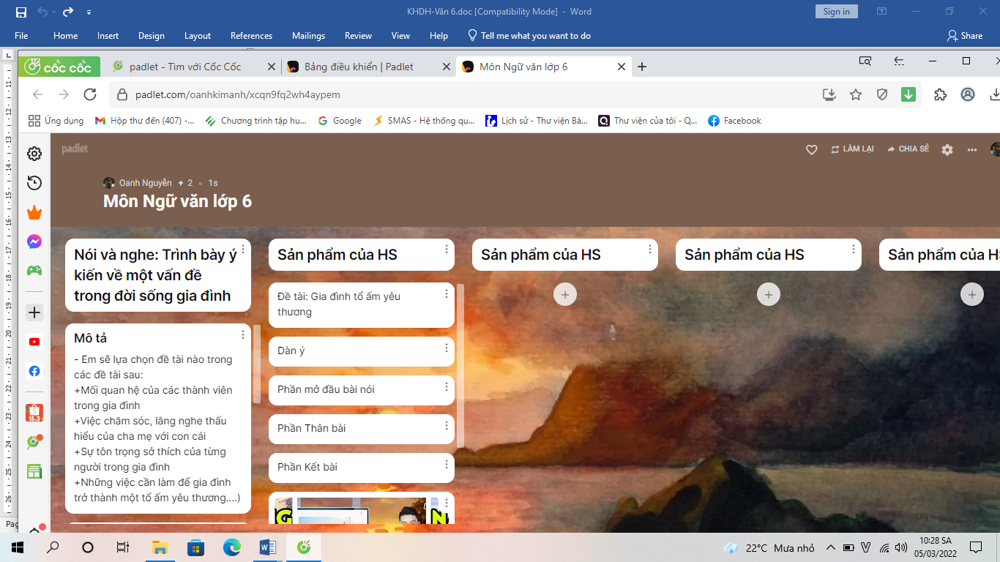 KHDH-Văn 6.doc [Compatibility Mode] - Word
Sign in
File Home Insert Design Layout References Mailings Review View Help Tell me what you want to do Share
cốc cốc
padlet - Tìm với Cốc Cốc
Bảng điều khiển | Padlet
Môn Ngữ văn lớp 6
padlet.com/oanhkimanh/xcqn9fq2wh4aypem
Ứng dụng
Hộp thư đến (407) -...
Chương trình tập hu...
Google
SMAS - Hệ thống qu...
Lịch sử - Thư viện Bà...
Thư viện của tôi - Q...
Facebook
padlet
LÀM LẠI
CHIA SẺ
Oanh Nguyễn + 2 • 1s
Môn Ngữ văn lớp 6
Nói và nghe: Trình bày ý
kiến về một vấn đề
trong đời sống gia đình
Mô tả
- Em sẽ lựa chọn đề tài nào trong
các đề tài sau:
+Mối quan hệ của các thành viên
trong gia đình
+Việc chăm sóc, lắng nghe thấu
hiểu của cha mẹ với con cái
+Sự tôn trọng sở thích của từng
người trong gia đình
+Những việc cần làm để gia đình
trở thành một tổ ấm yêu thương....)
Sản phẩm của HS
Đề tài: Gia đình tổ ấm yêu
thương
Dàn ý
Phần mở đầu bài nói
Phần Thân bài
Phần Kết bài
G
N
Sản phẩm của HS
Sản phẩm của HS
Sản phẩm của H
15.3
Pag
22°C Mưa nhỏ
10:28 SA
05/03/2022